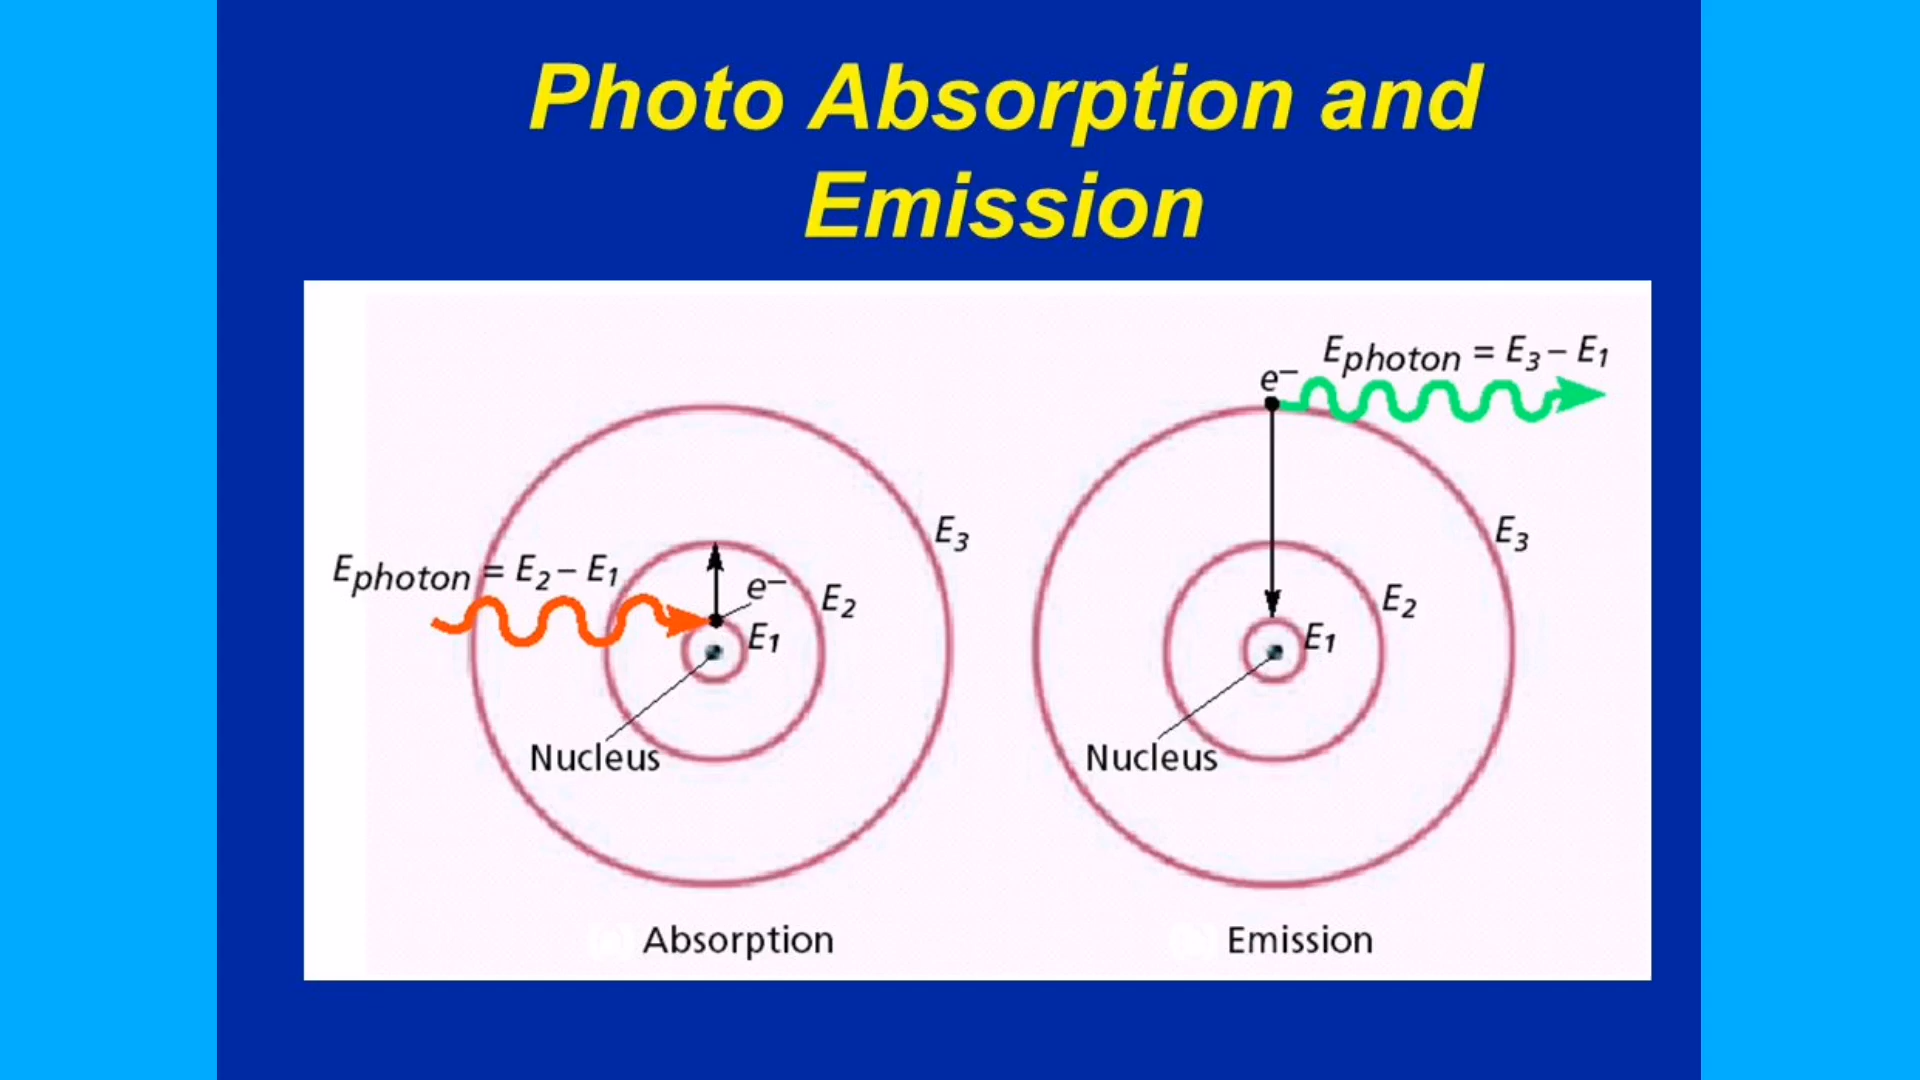 Photo Absorption and
Emission
Ephoton = E3 – E1
e–
E3
Ephoton = E2 – E1
e–
E2
E1
Nucleus
E3
E2
E1
Nucleus
Absorption
Emission